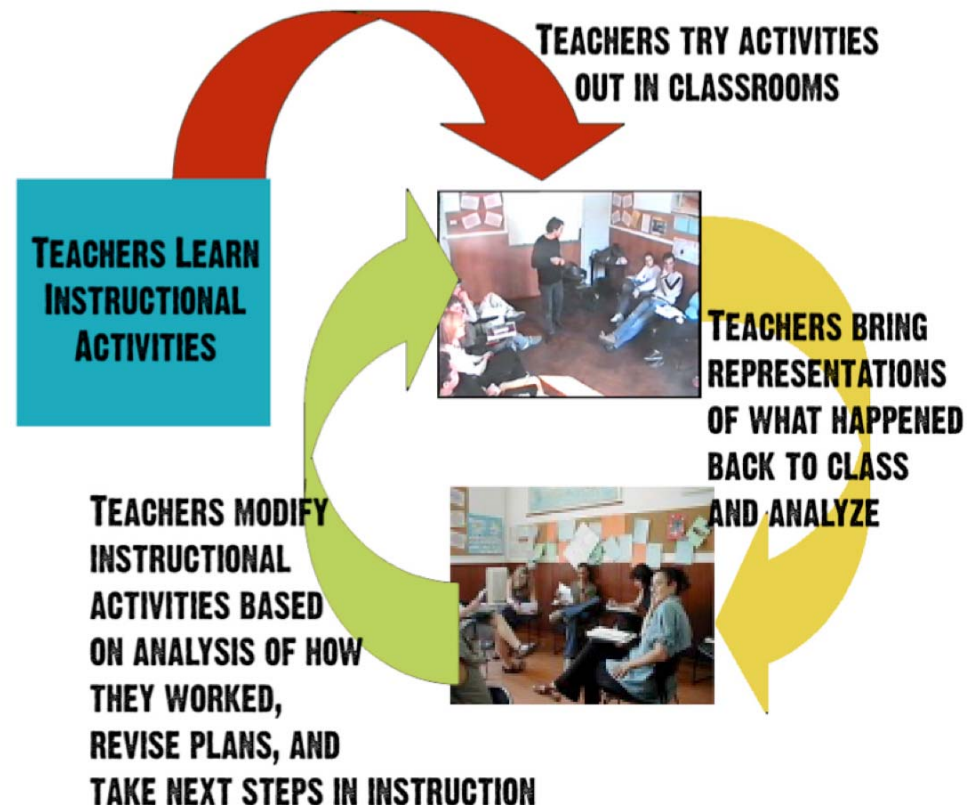 TEACHERS TRY ACTIVITIES
OUT IN CLASSROOMS
TEACHERS LEARN
INSTRUCTIONAL
ACTIVITIES
TEACHERS BRING
REPRESENTATIONS
OF WHAT HAPPENED
BACK TO CLASS
AND ANALYZE
TEACHERS MODIFY
INSTRUCTIONAL
ACTIVITIES BASED
ON ANALYSIS OF HOW
THEY WORKED,
REVISE PLANS, AND
TAKE NEXT STEPS IN INSTRUCTION